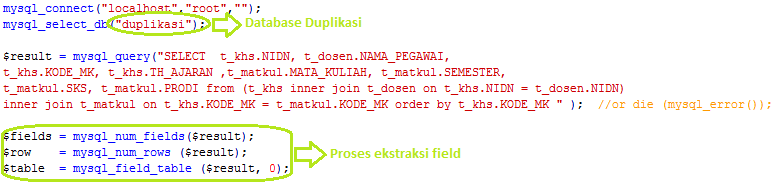 mysql_connect("localhost","root","");
mysql_select_db("duplikasi"); Database Duplikasi
$result = mysql_query("SELECT t_khs.NIDN, t_dosen.NAMA_PEGAWAI,
t_khs.KODE_MK, t_khs.TH_AJARAN ,t_matkul.MATA_KULIAH, t_matkul.SEMESTER,
t_matkul.SKS, t_matkul.PRODI from (t_khs inner join t_dosen on t_khs.NIDN = t_dosen.NIDN)
inner join t_matkul on t_khs.KODE_MK = t_matkul.KODE_MK order by t_khs.KODE_MK " ); //or die (mysql_error());
$fields = mysql_num_fields($result);
$row = mysql_num_rows ($result); Proses ekstraksi field
$table = mysql_field_table ($result, 0);